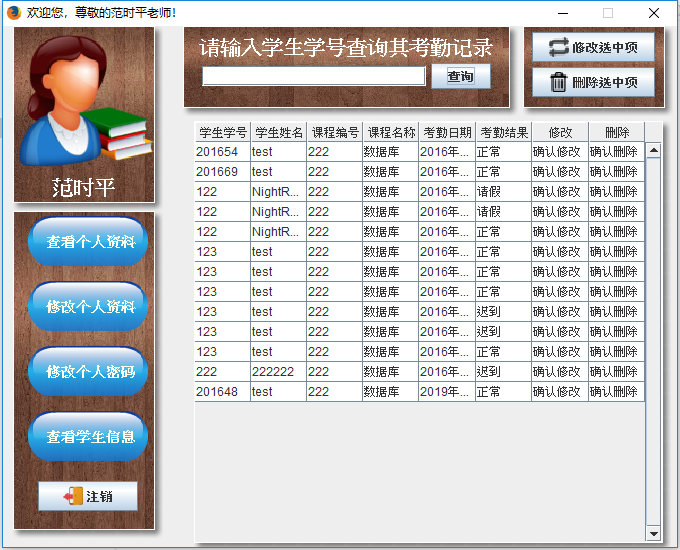 欢迎您，尊敬的范时平老师!
范时平
查看个人资料
修改个人资料
修改个人密码
查看学生信息
注销
请输入学生学号查询其考勤记录
查询
修改选中项
删除选中项
学生学号 学生姓名 课程编号 课程名称 考勤日期 考勤结果 修改 删除
201654 test 222 数据库 2016年... 正常 确认修改 确认删除
201669 test 222 数据库 2016年... 正常 确认修改 确认删除
122 NightR... 222 数据库 2016年... 请假 确认修改 确认删除
122 NightR... 222 数据库 2016年... 请假 确认修改 确认删除
122 NightR... 222 数据库 2016年... 正常 确认修改 确认删除
123 test 222 数据库 2016年... 正常 确认修改 确认删除
123 test 222 数据库 2016年... 正常 确认修改 确认删除
123 test 222 数据库 2016年... 正常 确认修改 确认删除
123 test 222 数据库 2016年... 迟到 确认修改 确认删除
123 test 222 数据库 2016年... 迟到 确认修改 确认删除
123 test 222 数据库 2016年... 正常 确认修改 确认删除
222 222222 222 数据库 2016年... 迟到 确认修改 确认删除
201648 test 222 数据库 2019年... 正常 确认修改 确认删除